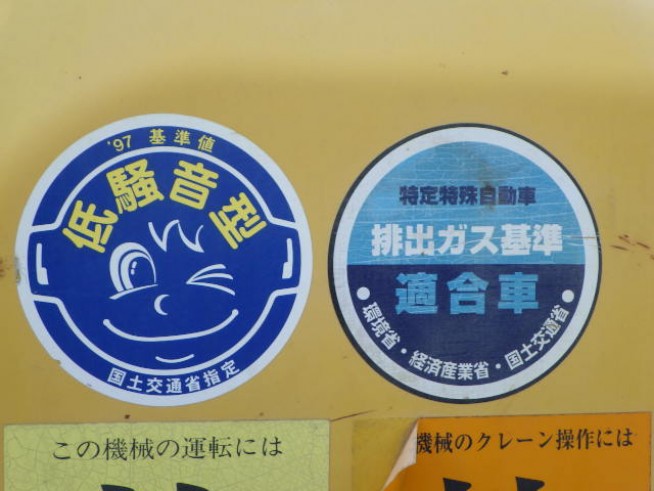 '97 基準値
低騒音型
国土交通省指定
特定特殊自動車
排出ガス基準
適合車
●環境省・経済産業省・国土交通省●
この機械の運転には
機械のクレーン操作には